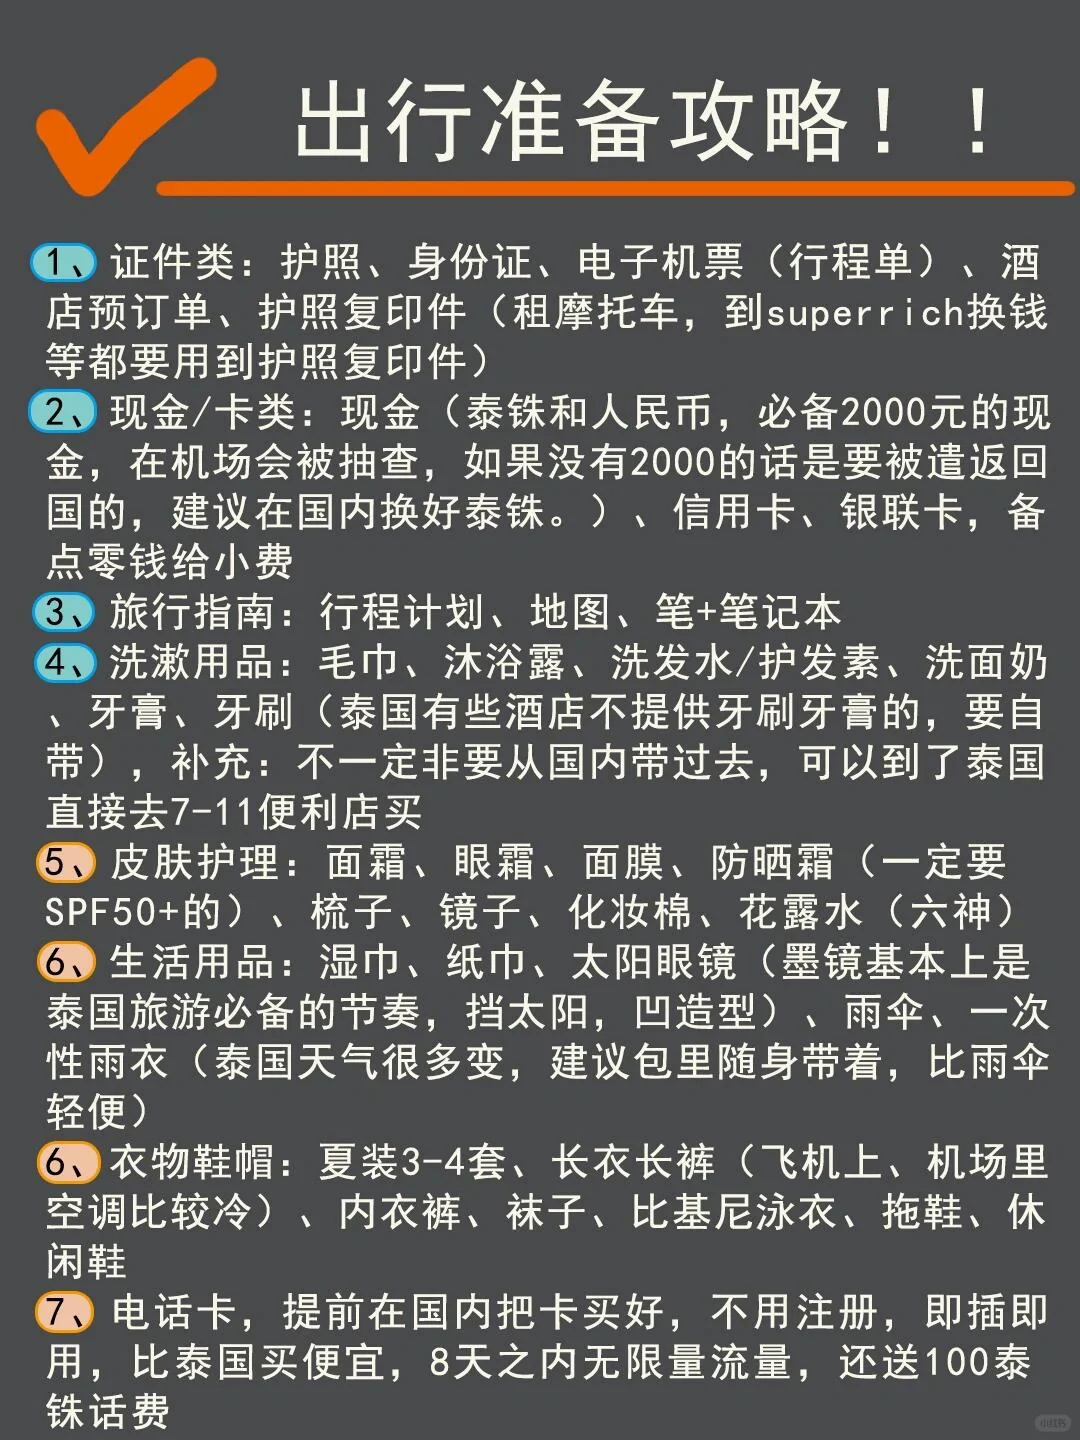 出行准备攻略！！
1、证件类：护照、身份证、电子机票（行程单）、酒
店预订单、护照复印件（租摩托车，到superrich换钱
等都要用到护照复印件）
2、现金/卡类：现金（泰铢和人民币，必备2000元的现
金，在机场会被抽查，如果没有2000的话是要被遣返回
国的，建议在国内换好泰铢。）、信用卡、银联卡，备
点零钱给小费
3、旅行指南：行程计划、地图、笔+笔记本
4、洗漱用品：毛巾、沐浴露、洗发水/护发素、洗面奶
、牙膏、牙刷（泰国有些酒店不提供牙刷牙膏的，要自
带），补充：不一定非要从国内带过去，可以到了泰国
直接去7-11便利店买
5、皮肤护理：面霜、眼霜、面膜、防晒霜（一定要
SPF50+的）、梳子、镜子、化妆棉、花露水（六神）
6、生活用品：湿巾、纸巾、太阳眼镜（墨镜基本上是
泰国旅游必备的节奏，挡太阳，凹造型）、雨伞、一次
性雨衣（泰国天气很多变，建议包里随身带着，比雨伞
轻便）
6、衣物鞋帽：夏装3-4套、长衣长裤（飞机上、机场里
空调比较冷）、内衣裤、袜子、比基尼泳衣、拖鞋、休
闲鞋
7、电话卡，提前在国内把卡买好，不用注册，即插即
用，比泰国买便宜，8天之内无限量流量，还送100泰
铢话费
小红书